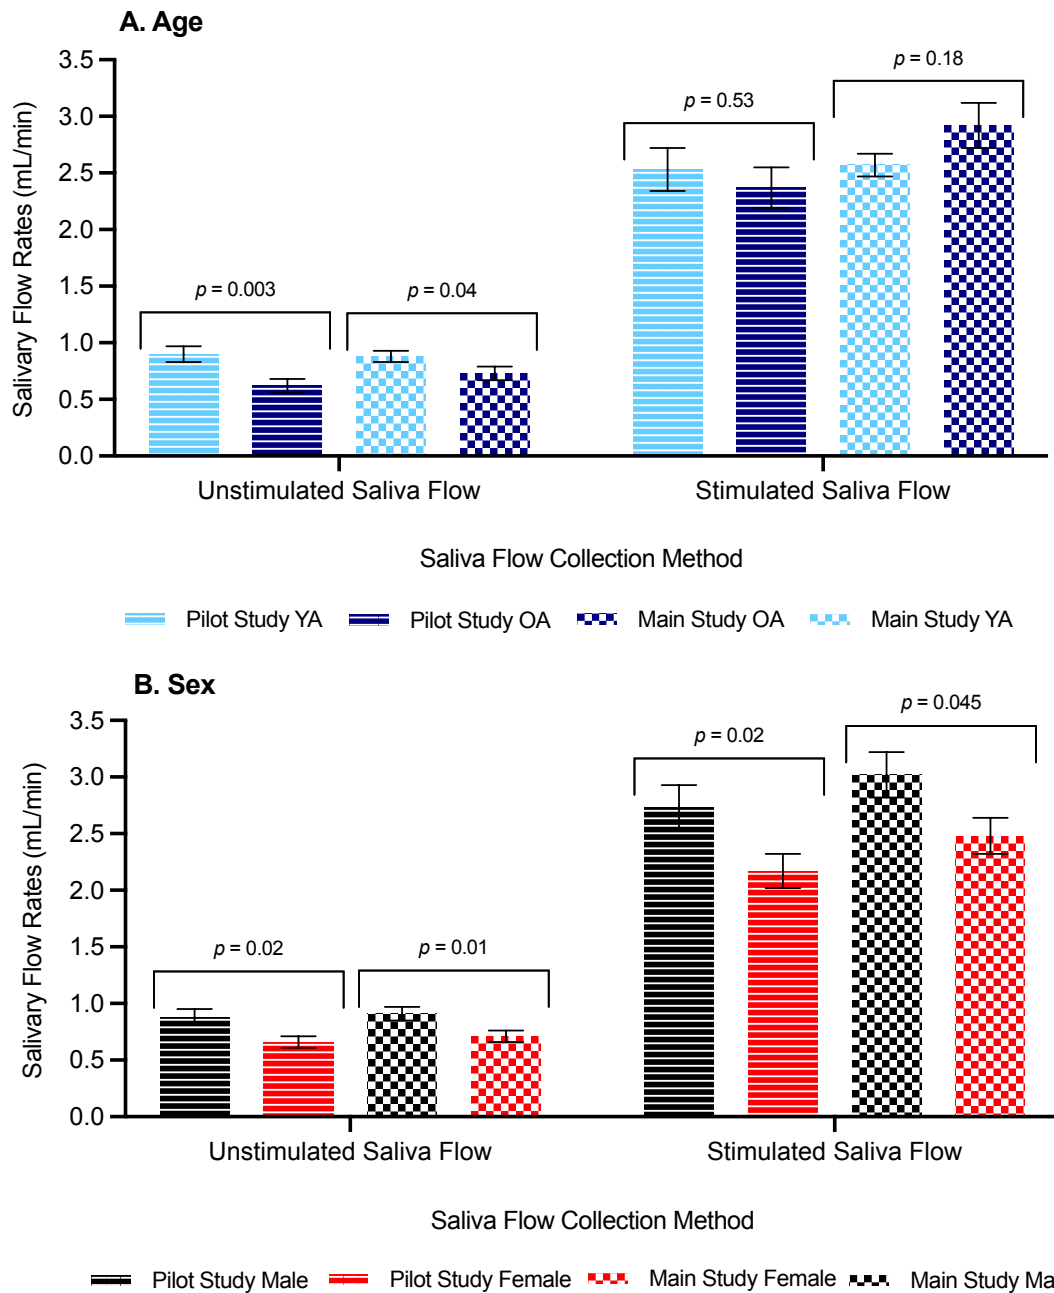 A. Age
Salivary Flow Rates (mL/min)
3.5
3.0
2.5
2.0
1.5
1.0
0.5
0.0
p = 0.003
p = 0.04
p = 0.53
p = 0.18
Unstimulated Saliva Flow
Stimulated Saliva Flow
Saliva Flow Collection Method
Pilot Study YA
Pilot Study OA
Main Study OA
Main Study YA
B. Sex
Salivary Flow Rates (mL/min)
3.5
3.0
2.5
2.0
1.5
1.0
0.5
0.0
p = 0.02
p = 0.01
p = 0.02
p = 0.045
Unstimulated Saliva Flow
Stimulated Saliva Flow
Saliva Flow Collection Method
Pilot Study Male
Pilot Study Female
Main Study Female
Main Study Ma